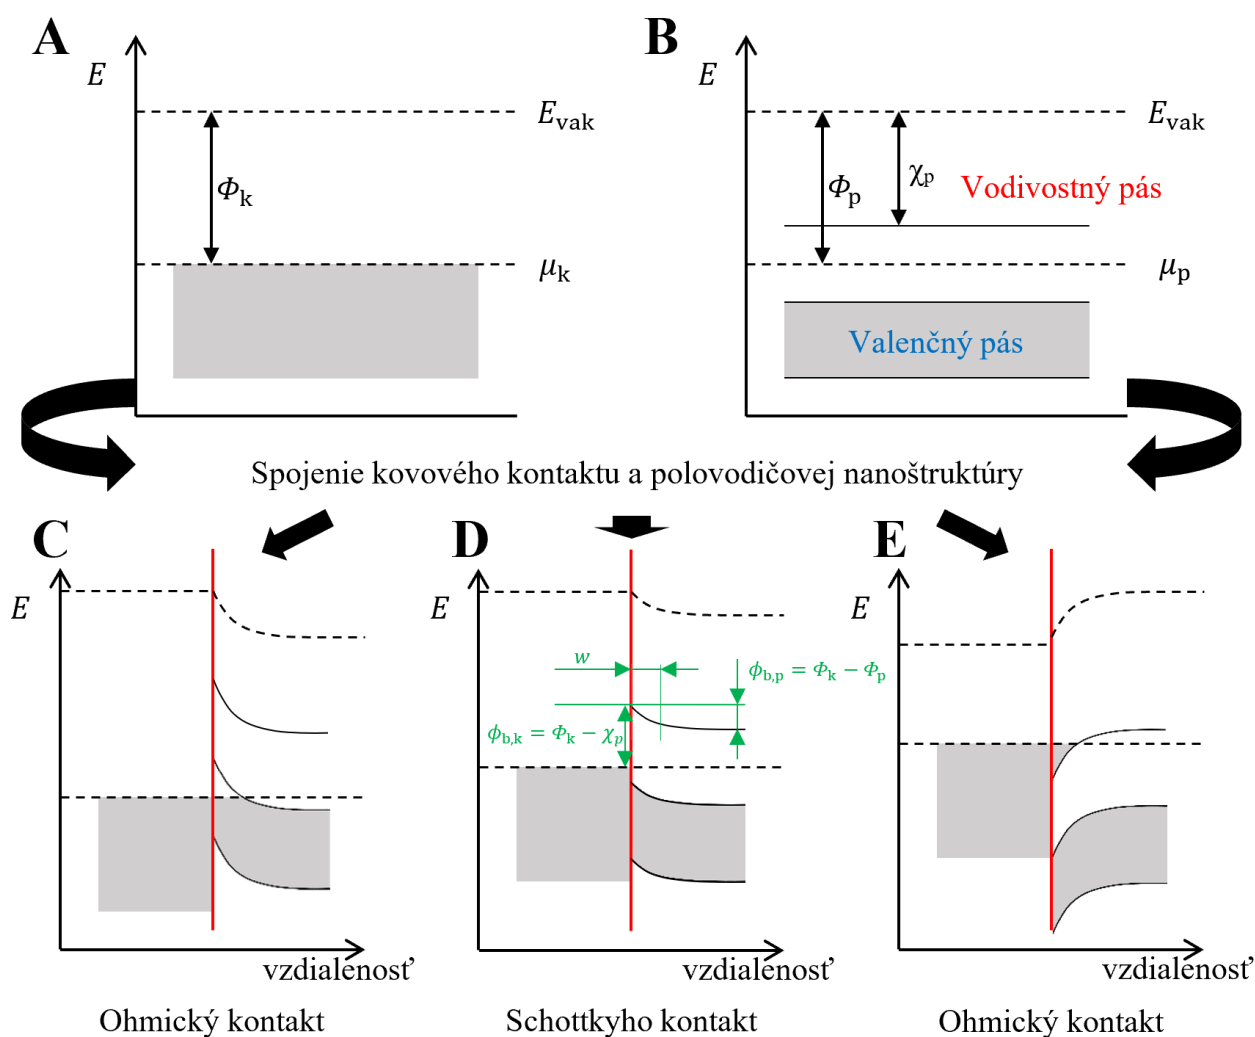 A
E
E_vak
Φ_k
μ_k
B
E
E_vak
Φ_p
χ_p
Vodivostný pás
μ_p
Valenčný pás
Spojenie kovového kontaktu a polovodičovej nanoštruktúry
C
E
vzdialenosť
Ohmický kontakt
D
E
w
ϕ_b,p = Φ_k − Φ_p
ϕ_b,k = Φ_k − χ_p
vzdialenosť
Schottkyho kontakt
E
E
vzdialenosť
Ohmický kontakt